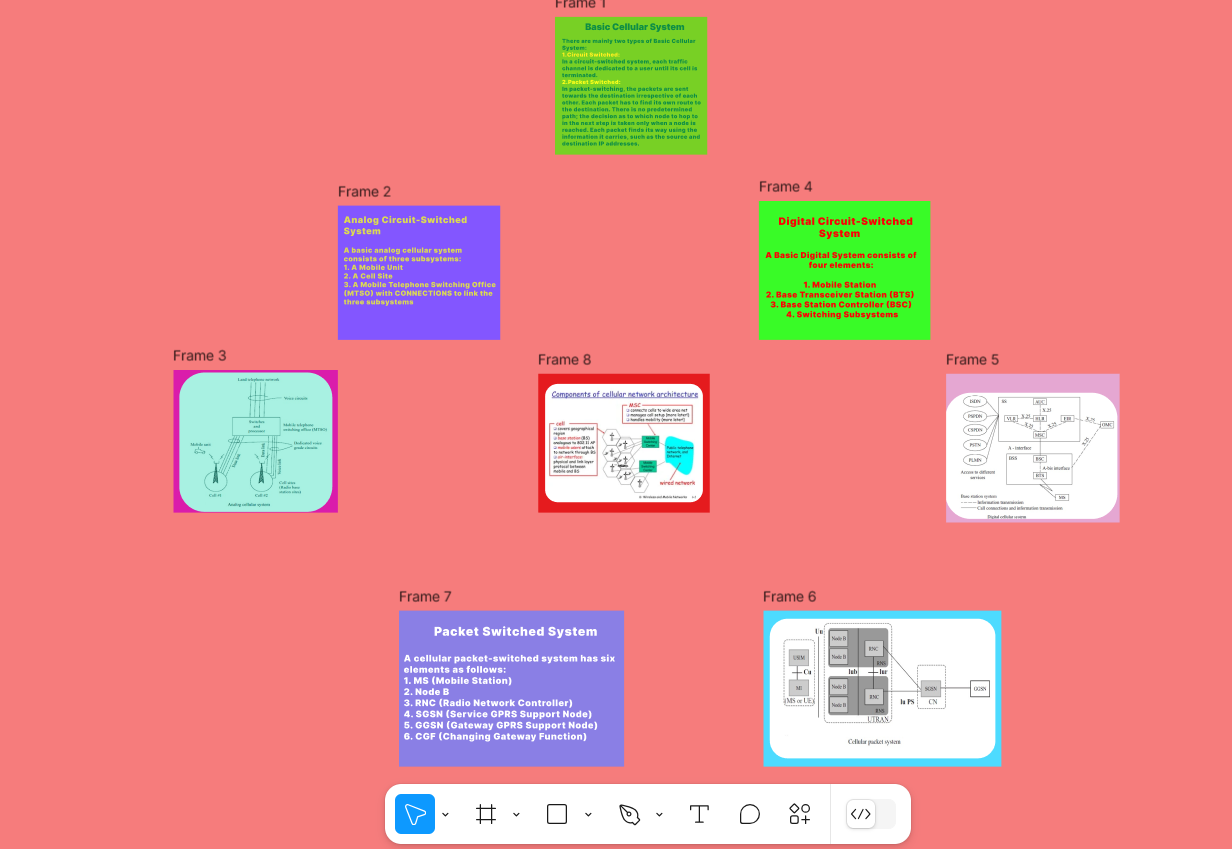 Frame 1
Basic Cellular System
There are mainly two types of Basic Cellular
System:
1.Circuit Switched:
In a circuit-switched system, each traffic
channel is dedicated to a user until its cell is
terminated.
2.Packet Switched:
In packet-switching, the packets are sent
towards the destination irrespective of each
other. Each packet has to find its own route to
the destination. There is no predetermined
path; the decision as to which node to hop to
in the next step is taken only when a node is
reached. Each packet finds its way using the
information it carries, such as the source and
destination IP addresses.
Frame 2
Analog Circuit-Switched
System
A basic analog cellular system
consists of three subsystems:
1. A Mobile Unit
2. A Cell Site
3. A Mobile Telephone Switching Office
(MTSO) with CONNECTIONS to link the
three subsystems
Frame 4
Digital Circuit-Switched
System
A Basic Digital System consists of
four elements:
1. Mobile Station
2. Base Transceiver Station (BTS)
3. Base Station Controller (BSC)
4. Switching Subsystems
Frame 3
Land telephone network
Voice circuits
Switches
and
processors
Mobile telephone
switching office (MTSO)
Mobile unit
Dedicated voice
grade circuits
Cell #1
Cell #2
Cell sites
(Radio base
station sites)
Analog cellular system
Frame 8
Components of cellular network architecture
MSC
connects cells to wide area net
manages call setup (more later!)
handles mobility (more later!)
cell
covers geographical
region
base station (BS)
analogous to 802.11 AP
mobile users attach
to network through BS
air-interface:
physical and link layer
protocol between
mobile and BS
Public telephone
network, and
Internet
wired network
6: Wireless and Mobile Networks
Frame 5
ISDN
PSPDN
CSPDN
PSTN
PLMN
Access to different
services
SS
AUC
X.25
VLR
HLR
EIR
X.25
X.25
X.25
OMC
MSC
X.25
A - interface
BSS
BSC
A-bis interface
BTS
MS
Base station system
Information transmission
Call connections and information transmission
Digital cellular system
Frame 7
Packet Switched System
A cellular packet-switched system has six
elements as follows:
1. MS (Mobile Station)
2. Node B
3. RNC (Radio Network Controller)
4. SGSN (Service GPRS Support Node)
5. GGSN (Gateway GPRS Support Node)
6. CGF (Changing Gateway Function)
Frame 6
Uu
Node B
Node B
RNC
RNS
USIM
Cu
Iub
Iur
ME
(MS or UE)
Node B
Node B
RNC
RNS
UTRAN
Iu PS
SGSN
CN
GGSN
Cellular packet system